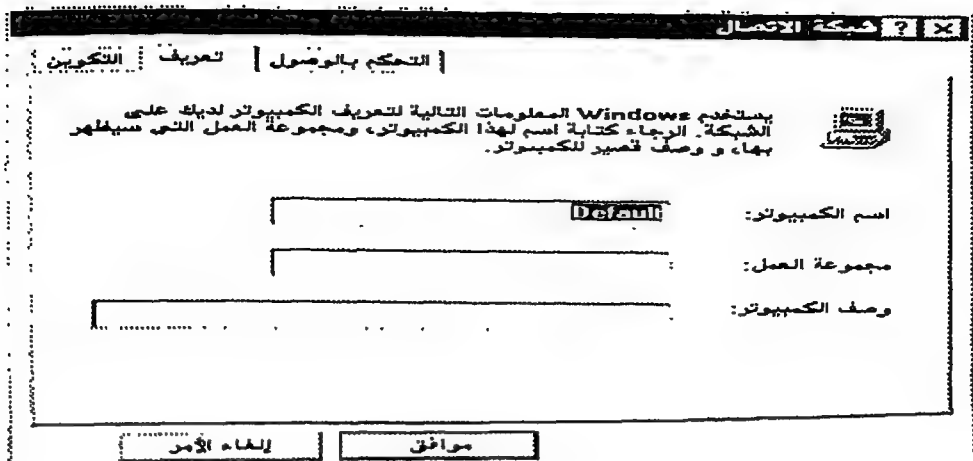 شبكة الاتصال
التكوين تعريف التحكم بالوصول
يستخدم Windows المعلومات التالية لتعريف الكمبيوتر لديك على
الشبكة. الرجاء كتابة اسم لهذا الكمبيوتر، ومجموعة العمل التي سيظهر
بها، و وصف قصير للكمبيوتر.
اسم الكمبيوتر: Default
مجموعة العمل:
وصف الكمبيوتر:
موافق إلغاء الأمر